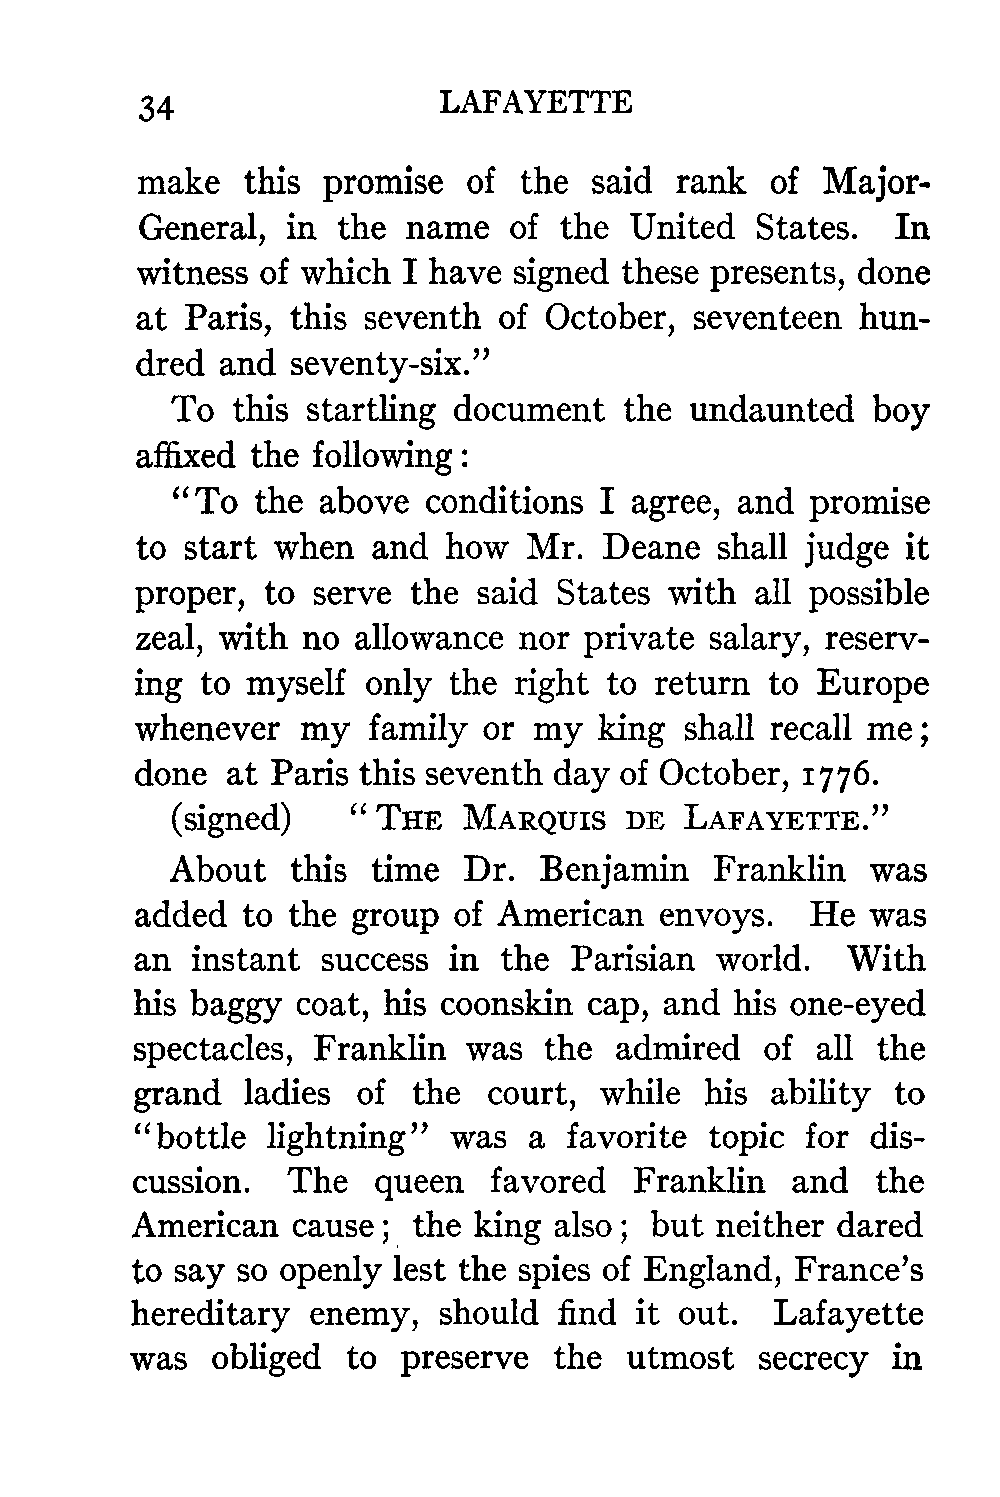 34 LAFAYETTE
make this promise of the said rank of Major-
General, in the name of the United States. In
witness of which I have signed these presents, done
at Paris, this seventh of October, seventeen hun-
dred and seventy-six.”
To this startling document the undaunted boy
affixed the following:
“To the above conditions I agree, and promise
to start when and how Mr. Deane shall judge it
proper, to serve the said States with all possible
zeal, with no allowance nor private salary, reserv-
ing to myself only the right to return to Europe
whenever my family or my king shall recall me;
done at Paris this seventh day of October, 1776.
(signed) “THE MARQUIS DE LAFAYETTE.”
About this time Dr. Benjamin Franklin was
added to the group of American envoys. He was
an instant success in the Parisian world. With
his baggy coat, his coonskin cap, and his one-eyed
spectacles, Franklin was the admired of all the
grand ladies of the court, while his ability to
“bottle lightning” was a favorite topic for dis-
cussion. The queen favored Franklin and the
American cause; the king also; but neither dared
to say so openly lest the spies of England, France’s
hereditary enemy, should find it out. Lafayette
was obliged to preserve the utmost secrecy in